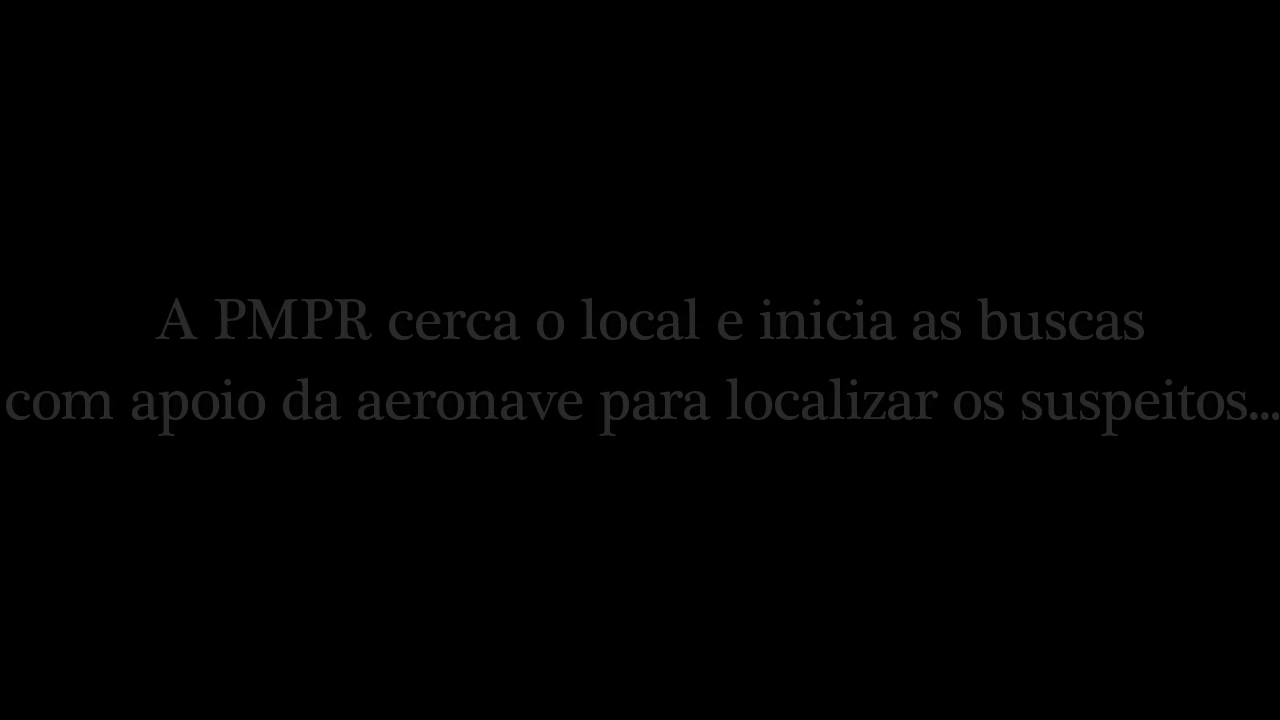 A PMPR cerca o local e inicia as buscas
com apoio da aeronave para localizar os suspeitos...